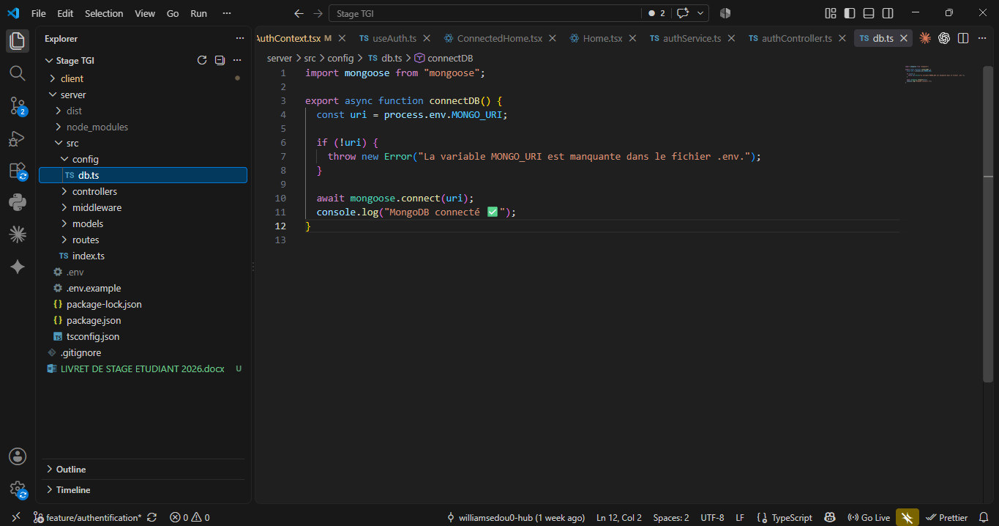 File Edit Selection View Go Run ··· Stage TGI 2
Explorer ···
Stage TGI ···
client
server
dist
node_modules
src
config
TS db.ts
controllers
middleware
models
routes
TS index.ts
.env
.env.example
{} package-lock.json
{} package.json
TS tsconfig.json
.gitignore
LIVRET DE STAGE ETUDIANT 2026.docx U
Outline
Timeline
uthContext.tsx M TS useAuth.ts ConnectedHome.tsx Home.tsx TS authService.ts TS authController.ts TS db.ts ···
server > src > config > TS db.ts > connectDB
1 import mongoose from "mongoose";
2
3 export async function connectDB() {
4 const uri = process.env.MONGO_URI;
5
6 if (!uri) {
7 throw new Error("La variable MONGO_URI est manquante dans le fichier .env.");
8 }
9
10 await mongoose.connect(uri);
11 console.log("MongoDB connecté ✅");
12 }
13
2
feature/authentification* 0 0 williamsedou0-hub (1 week ago) Ln 12, Col 2 Spaces: 2 UTF-8 LF {} TypeScript Go Live Prettier